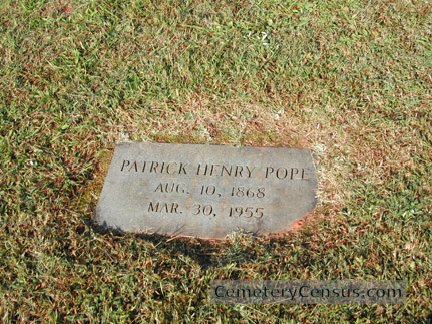 PATRICK HENRY POPE
AUG. 10, 1868
MAR. 30, 1955
CemeteryCensus.com